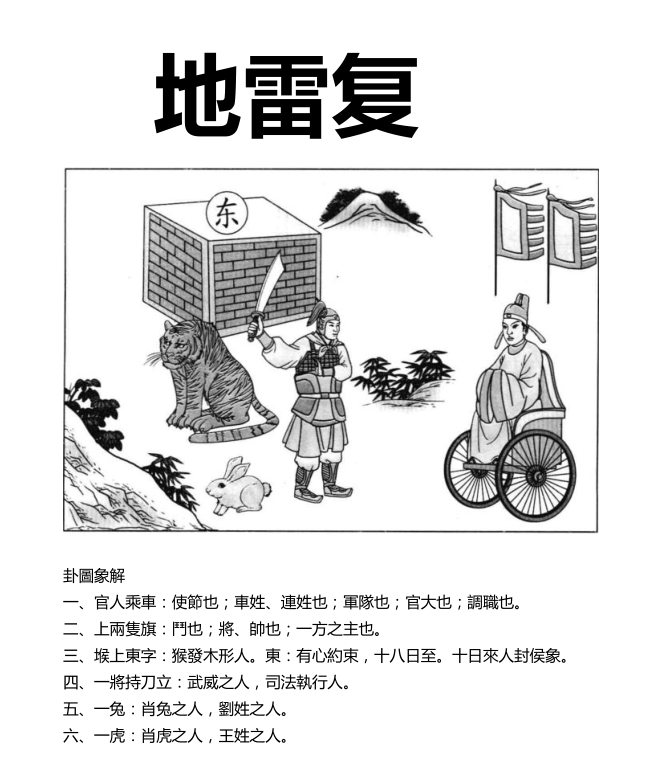 地雷复
东
卦圖象解
一、官人乘車：使節也；車姓、連姓也；軍隊也；官大也；調職也。
二、上兩隻旗：鬥也；將、帥也；一方之主也。
三、堠上東字：猴發木形人。東：有心約束，十八日至。十日來人封侯象。
四、一將持刀立：武威之人，司法執行人。
五、一兔：肖兔之人，劉姓之人。
六、一虎：肖虎之人，王姓之人。